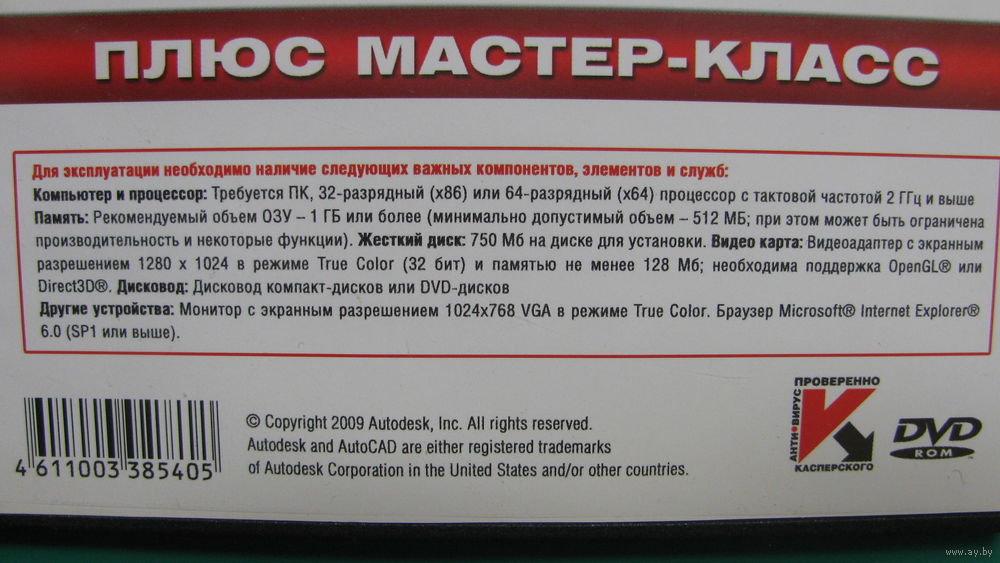 ПЛЮС МАСТЕР-КЛАСС
Для эксплуатации необходимо наличие следующих важных компонентов, элементов и служб:
Компьютер и процессор: Требуется ПК, 32-разрядный (x86) или 64-разрядный (x64) процессор с тактовой частотой 2 ГГц и выше
Память: Рекомендуемый объем ОЗУ – 1 ГБ или более (минимально допустимый объем – 512 МБ; при этом может быть ограничена
производительность и некоторые функции). Жесткий диск: 750 Мб на диске для установки. Видео карта: Видеоадаптер с экранным
разрешением 1280 x 1024 в режиме True Color (32 бит) и памятью не менее 128 Мб; необходима поддержка OpenGL® или
Direct3D®. Дисковод: Дисковод компакт-дисков или DVD-дисков
Другие устройства: Монитор с экранным разрешением 1024x768 VGA в режиме True Color. Браузер Microsoft® Internet Explorer®
6.0 (SP1 или выше).
4 611003 385405
© Copyright 2009 Autodesk, Inc. All rights reserved.
Autodesk and AutoCAD are either registered trademarks
of Autodesk Corporation in the United States and/or other countries.
ПРОВЕРЕННО
АНТИ•ВИРУС
КАСПЕРСКОГО
DVD
ROM
www.ay.by